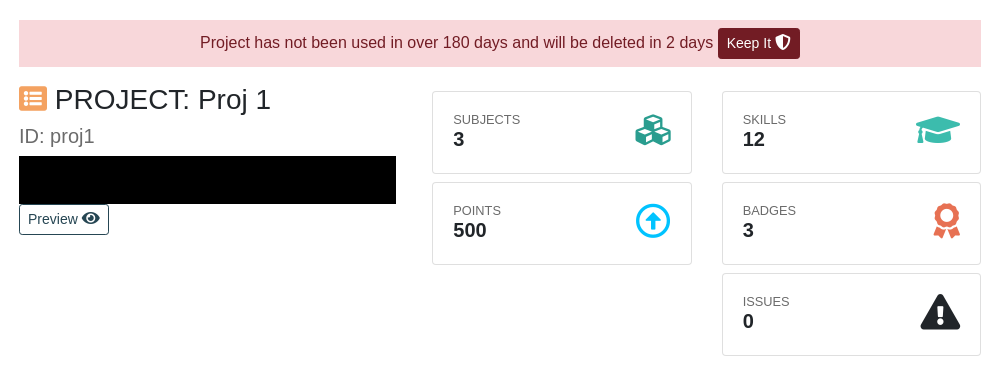 Project has not been used in over 180 days and will be deleted in 2 days Keep It
PROJECT: Proj 1
ID: proj1
Preview
SUBJECTS
3
SKILLS
12
POINTS
500
BADGES
3
ISSUES
0